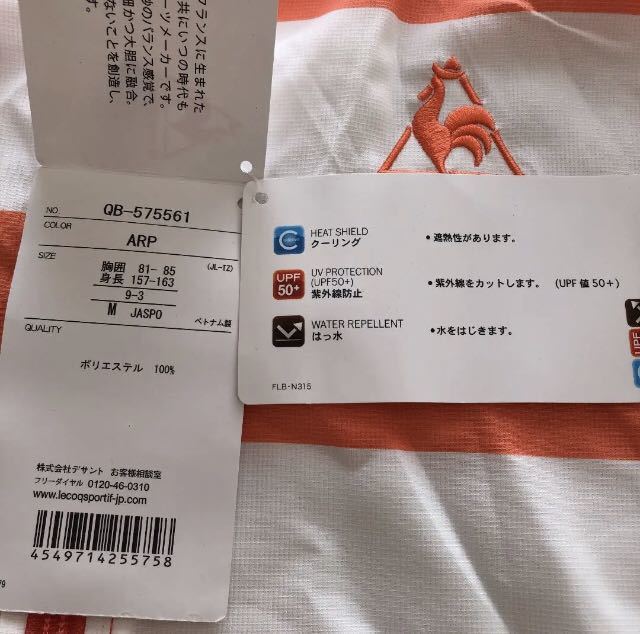 フランスに生まれた
共にいつの時代も
ーツメーカーです。
妙のバランス感覚で、
細かつ大胆に融合。
ないことを創造し
す。
NO. QB-575561
COLOR
ARP
SIZE
胸囲 81- 85 (JL-TZ)
身長 157-163
9-3
M JASPO
ベトナム製
QUALITY
ポリエステル 100%
株式会社デサント お客様相談室
フリーダイヤル 0120-46-0310
www.lecoqsportif-jp.com
4549714255758
79
HEAT SHIELD
クーリング
•遮熱性があります。
UPF
50+
UV PROTECTION
(UPF50+)
紫外線防止
•紫外線をカットします。 (UPF 値 50+)
WATER REPELLENT
はっ水
•水をはじきます。
FLB-N315
UPF